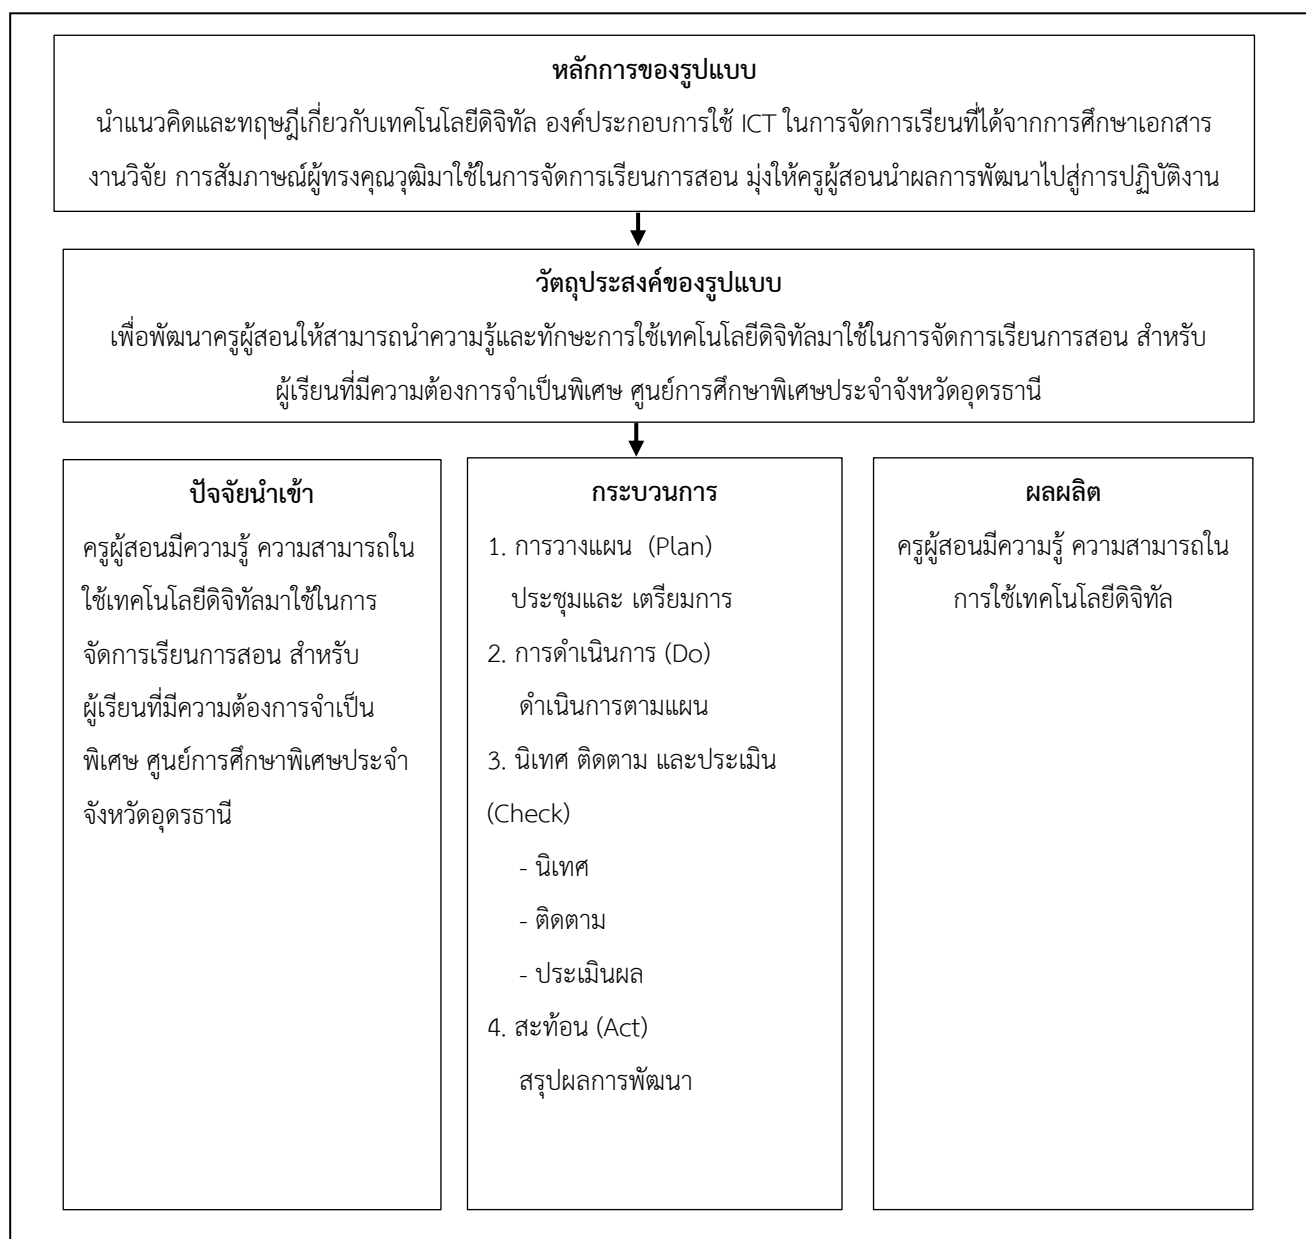 หลักการของรูปแบบ
นำแนวคิดและทฤษฎีเกี่ยวกับเทคโนโลยีดิจิทัล องค์ประกอบการใช้ ICT ในการจัดการเรียนที่ได้จากการศึกษาเอกสาร
งานวิจัย การสัมภาษณ์ผู้ทรงคุณวุฒิมาใช้ในการจัดการเรียนการสอน มุ่งให้ครูผู้สอนนำผลการพัฒนาไปสู่การปฏิบัติงาน
วัตถุประสงค์ของรูปแบบ
เพื่อพัฒนาครูผู้สอนให้สามารถนำความรู้และทักษะการใช้เทคโนโลยีดิจิทัลมาใช้ในการจัดการเรียนการสอน สำหรับ
ผู้เรียนที่มีความต้องการจำเป็นพิเศษ ศูนย์การศึกษาพิเศษประจำจังหวัดอุดรธานี
ปัจจัยนำเข้า
ครูผู้สอนมีความรู้ ความสามารถใน
ใช้เทคโนโลยีดิจิทัลมาใช้ในการ
จัดการเรียนการสอน สำหรับ
ผู้เรียนที่มีความต้องการจำเป็น
พิเศษ ศูนย์การศึกษาพิเศษประจำ
จังหวัดอุดรธานี
กระบวนการ
1. การวางแผน (Plan)
ประชุมและ เตรียมการ
2. การดำเนินการ (Do)
ดำเนินการตามแผน
3. นิเทศ ติดตาม และประเมิน
(Check)
- นิเทศ
- ติดตาม
- ประเมินผล
4. สะท้อน (Act)
สรุปผลการพัฒนา
ผลผลิต
ครูผู้สอนมีความรู้ ความสามารถใน
การใช้เทคโนโลยีดิจิทัล